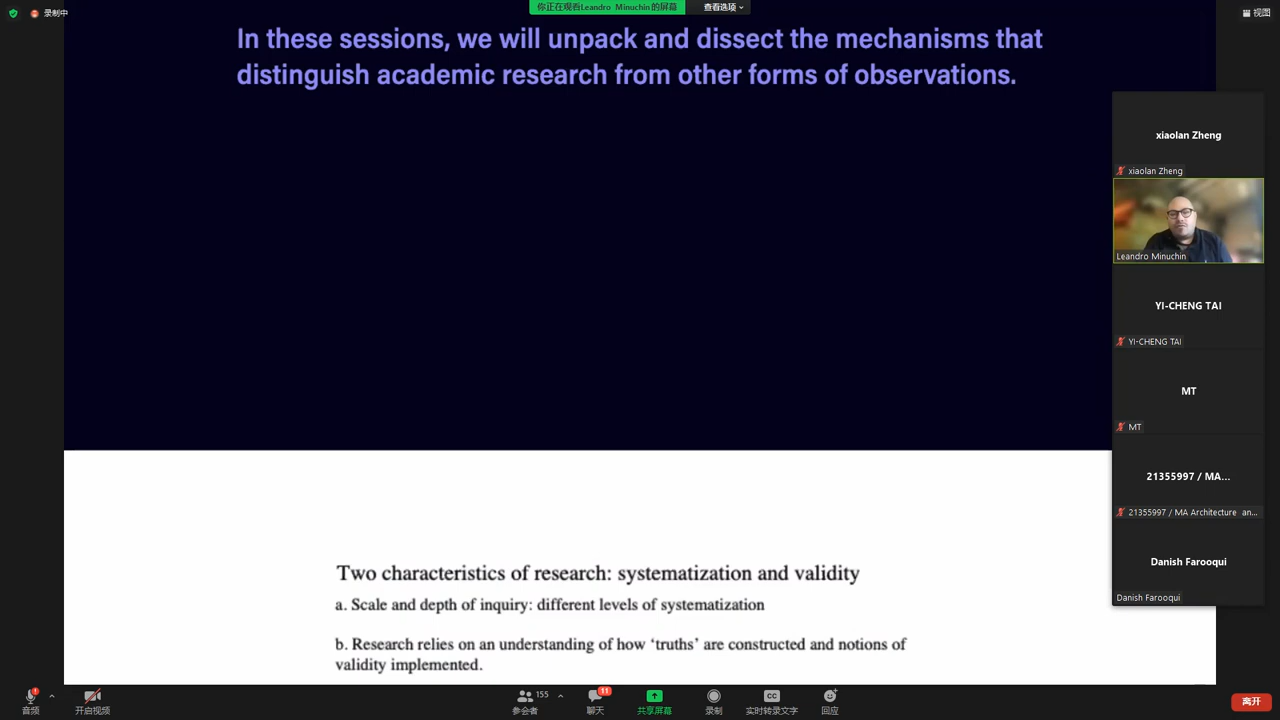 录制中
你正在观看Leandro Minuchin的屏幕
查看选项
视图
In these sessions, we will unpack and dissect the mechanisms that
distinguish academic research from other forms of observations.
xiaolan Zheng
xiaolan Zheng
Leandro Minuchin
YI-CHENG TAI
YI-CHENG TAI
MT
MT
21355997 / MA...
21355997 / MA Architecture an...
Danish Farooqui
Danish Farooqui
Two characteristics of research: systematization and validity
a. Scale and depth of inquiry: different levels of systematization
b. Research relies on an understanding of how ‘truths’ are constructed and notions of
validity implemented.
音频
开启视频
155
参会者
11
聊天
共享屏幕
录制
CC
实时转录文字
回应
离开